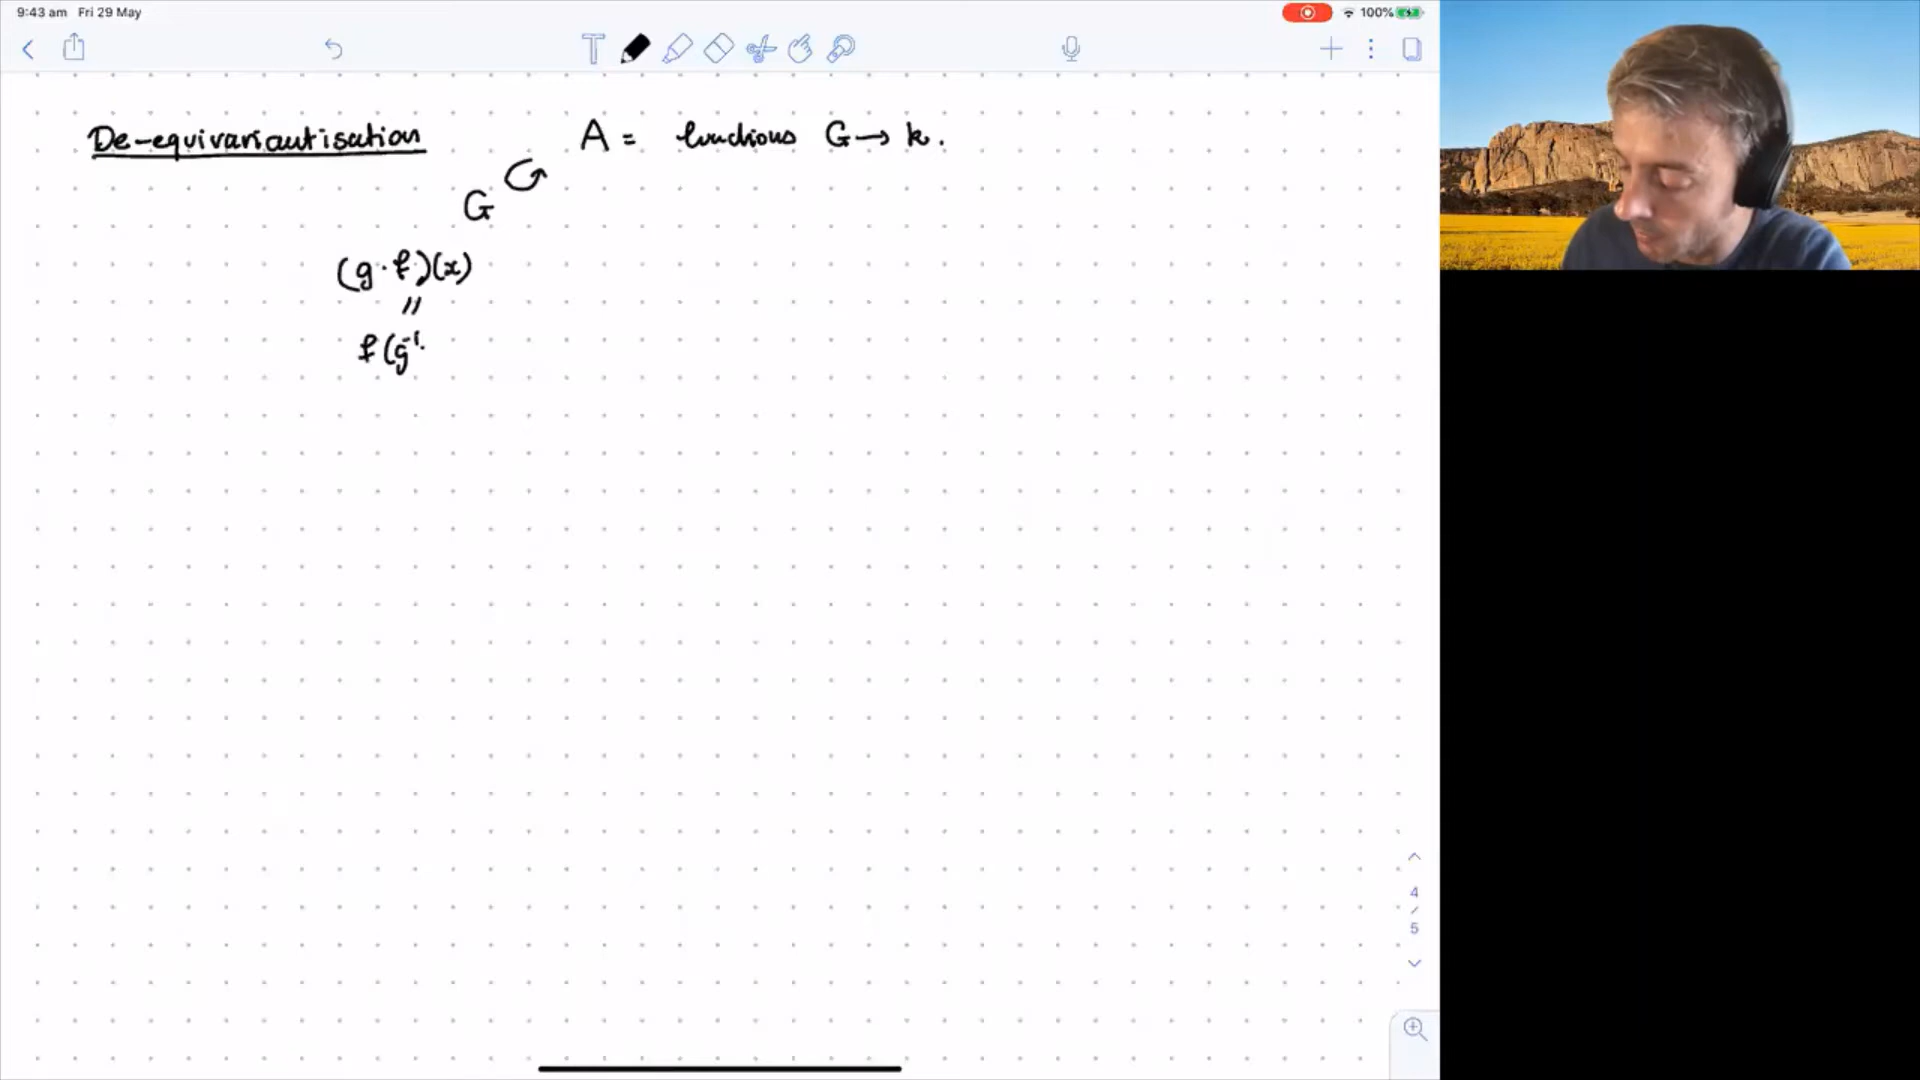 9:43 am Fri 29 May
100%
De-equivariantisation A = functions G → k.
G
(g·f)(x)
=
f(g⁻¹·
4
/
5